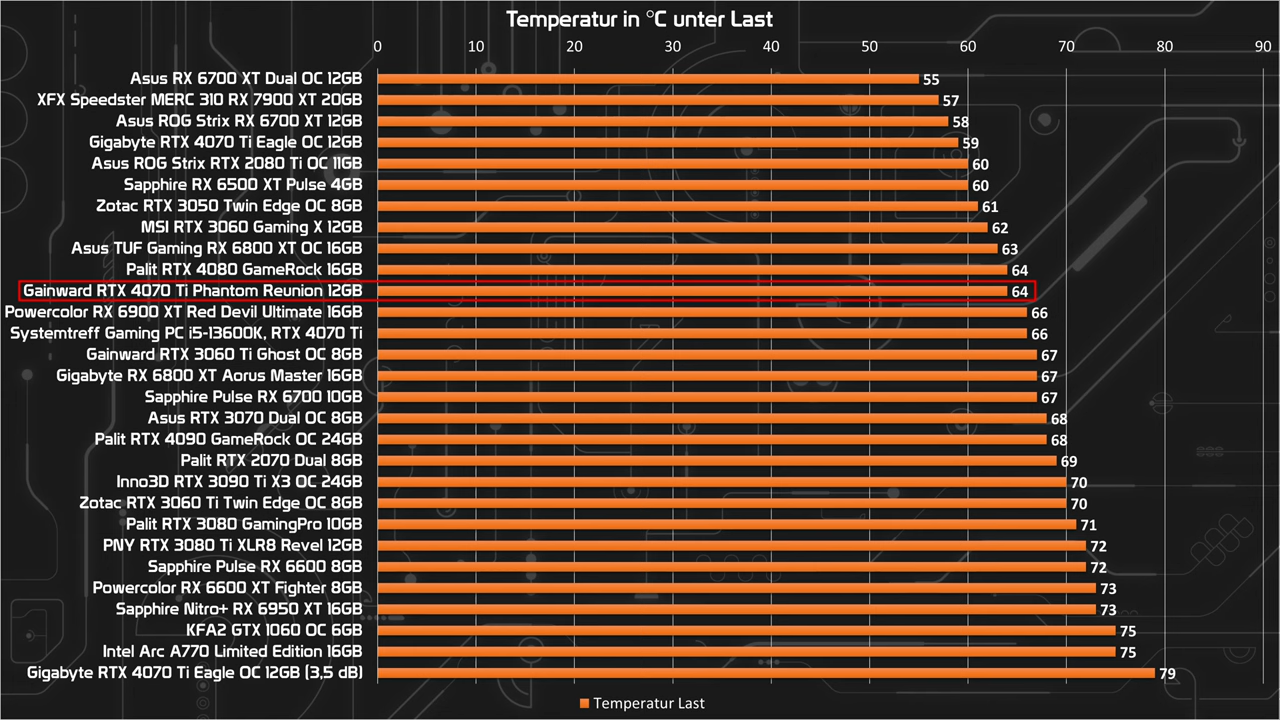 Temperatur in °C unter Last
0 10 20 30 40 50 60 70 80 90
Asus RX 6700 XT Dual OC 12GB 55
XFX Speedster MERC 310 RX 7900 XT 20GB 57
Asus ROG Strix RX 6700 XT 12GB 58
Gigabyte RTX 4070 Ti Eagle OC 12GB 59
Asus ROG Strix RTX 2080 Ti OC 11GB 60
Sapphire RX 6500 XT Pulse 4GB 60
Zotac RTX 3050 Twin Edge OC 8GB 61
MSI RTX 3060 Gaming X 12GB 62
Asus TUF Gaming RX 6800 XT OC 16GB 63
Palit RTX 4080 GameRock 16GB 64
Gainward RTX 4070 Ti Phantom Reunion 12GB 64
Powercolor RX 6900 XT Red Devil Ultimate 16GB 66
Systemtreff Gaming PC i5-13600K, RTX 4070 Ti 66
Gainward RTX 3060 Ti Ghost OC 8GB 67
Gigabyte RX 6800 XT Aorus Master 16GB 67
Sapphire Pulse RX 6700 10GB 67
Asus RTX 3070 Dual OC 8GB 68
Palit RTX 4090 GameRock OC 24GB 68
Palit RTX 2070 Dual 8GB 69
Inno3D RTX 3090 Ti X3 OC 24GB 70
Zotac RTX 3060 Ti Twin Edge OC 8GB 70
Palit RTX 3080 GamingPro 10GB 71
PNY RTX 3080 Ti XLR8 Revel 12GB 72
Sapphire Pulse RX 6600 8GB 72
Powercolor RX 6600 XT Fighter 8GB 73
Sapphire Nitro+ RX 6950 XT 16GB 73
KFA2 GTX 1060 OC 6GB 75
Intel Arc A770 Limited Edition 16GB 75
Gigabyte RTX 4070 Ti Eagle OC 12GB (3,5 dB) 79
Temperatur Last